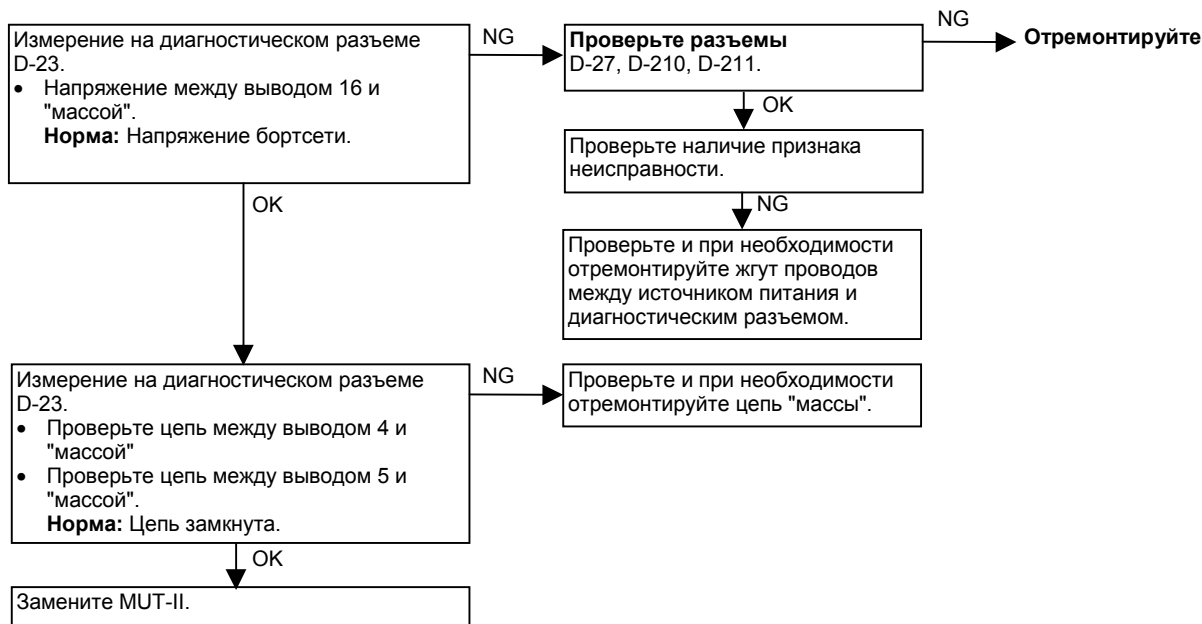 Измерение на диагностическом разъеме
D-23.
• Напряжение между выводом 16 и
"массой".
Норма: Напряжение бортсети.
NG
Проверьте разъемы
D-27, D-210, D-211.
NG
Отремонтируйте
OK
Проверьте наличие признака
неисправности.
NG
Проверьте и при необходимости
отремонтируйте жгут проводов
между источником питания и
диагностическим разъемом.
OK
Измерение на диагностическом разъеме
D-23.
• Проверьте цепь между выводом 4 и
"массой"
• Проверьте цепь между выводом 5 и
"массой".
Норма: Цепь замкнута.
NG
Проверьте и при необходимости
отремонтируйте цепь "массы".
OK
Замените MUT-II.